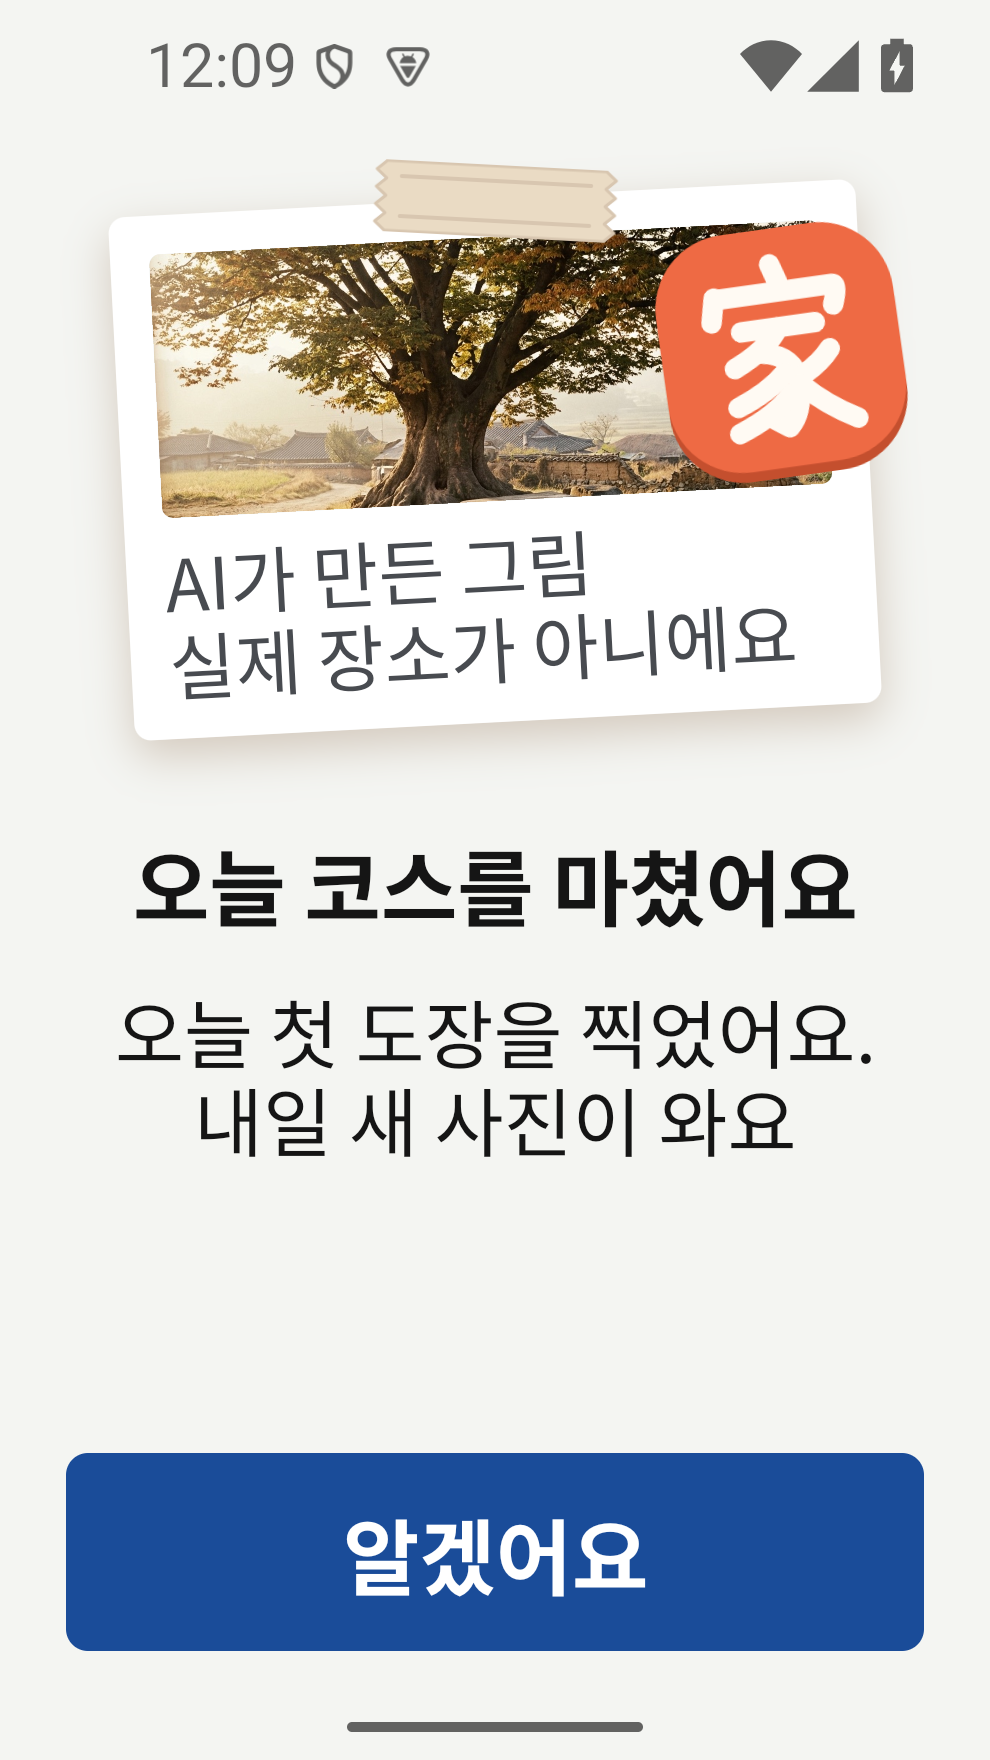 12:09
家
AI가 만든 그림
실제 장소가 아니에요
오늘 코스를 마쳤어요
오늘 첫 도장을 찍었어요.
내일 새 사진이 와요
알겠어요